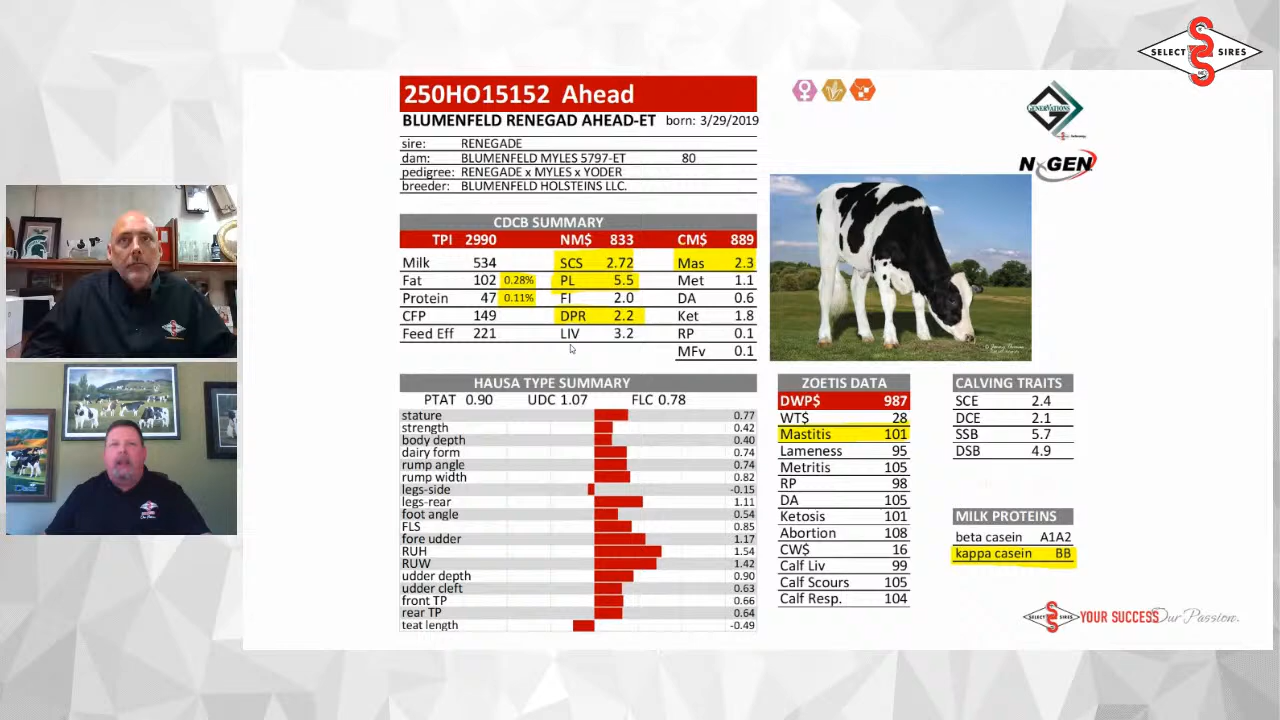 SELECT SIRES
INC
250HO15152 Ahead
BLUMENFELD RENEGAD AHEAD-ET born: 3/29/2019
sire: RENEGADE
dam: BLUMENFELD MYLES 5797-ET 80
pedigree: RENEGADE x MYLES x YODER
breeder: BLUMENFELD HOLSTEINS LLC.
GENERVATIONS
NxGEN
CDCB SUMMARY
TPI 2990 NM$ 833 CM$ 889
Milk 534 SCS 2.72 Mas 2.3
Fat 102 0.28% PL 5.5 Met 1.1
Protein 47 0.11% FI 2.0 DA 0.6
CFP 149 DPR 2.2 Ket 1.8
Feed Eff 221 LIV 3.2 RP 0.1
MFv 0.1
HAUSA TYPE SUMMARY
PTAT 0.90 UDC 1.07 FLC 0.78
stature 0.77
strength 0.42
body depth 0.40
dairy form 0.74
rump angle 0.74
rump width 0.82
legs-side -0.15
legs-rear 1.11
foot angle 0.54
FLS 0.85
fore udder 1.17
RUH 1.54
RUW 1.42
udder depth 0.90
udder cleft 0.63
front TP 0.66
rear TP 0.64
teat length -0.49
ZOETIS DATA
DWP$ 987
WT$ 28
Mastitis 101
Lameness 95
Metritis 105
RP 98
DA 105
Ketosis 101
Abortion 108
CW$ 16
Calf Liv 99
Calf Scours 105
Calf Resp. 104
CALVING TRAITS
SCE 2.4
DCE 2.1
SSB 5.7
DSB 4.9
MILK PROTEINS
beta casein A1A2
kappa casein BB
SELECT SIRES
YOUR SUCCESS Our Passion.